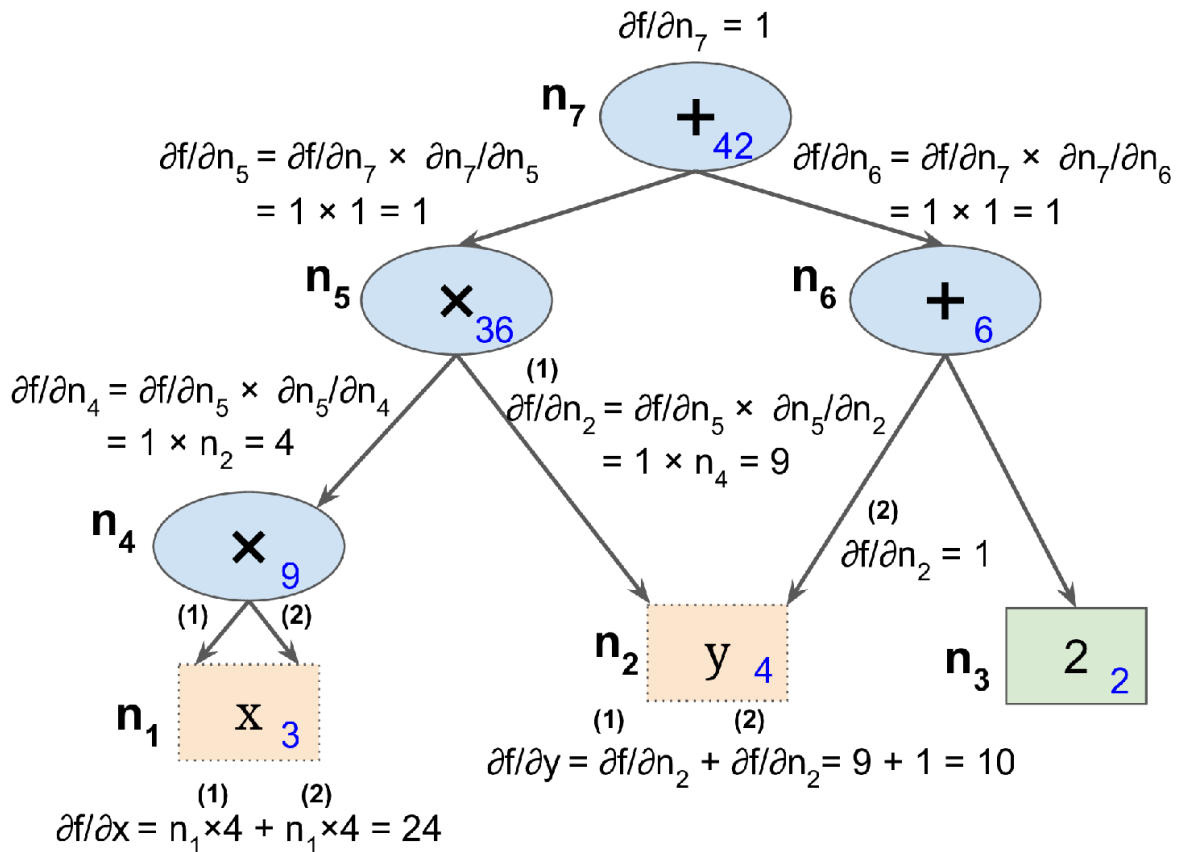 ∂f/∂n₇ = 1
n₇
+
42
∂f/∂n₅ = ∂f/∂n₇ × ∂n₇/∂n₅
= 1 × 1 = 1
∂f/∂n₆ = ∂f/∂n₇ × ∂n₇/∂n₆
= 1 × 1 = 1
n₅
×
36
n₆
+
6
∂f/∂n₄ = ∂f/∂n₅ × ∂n₅/∂n₄
= 1 × n₂ = 4
(1)
∂f/∂n₂ = ∂f/∂n₅ × ∂n₅/∂n₂
= 1 × n₄ = 9
(2)
∂f/∂n₂ = 1
n₄
×
9
(1) (2)
n₁
x
3
n₂
y
4
n₃
2
2
(1) (2)
∂f/∂y = ∂f/∂n₂ + ∂f/∂n₂= 9 + 1 = 10
(1) (2)
∂f/∂x = n₁×4 + n₁×4 = 24